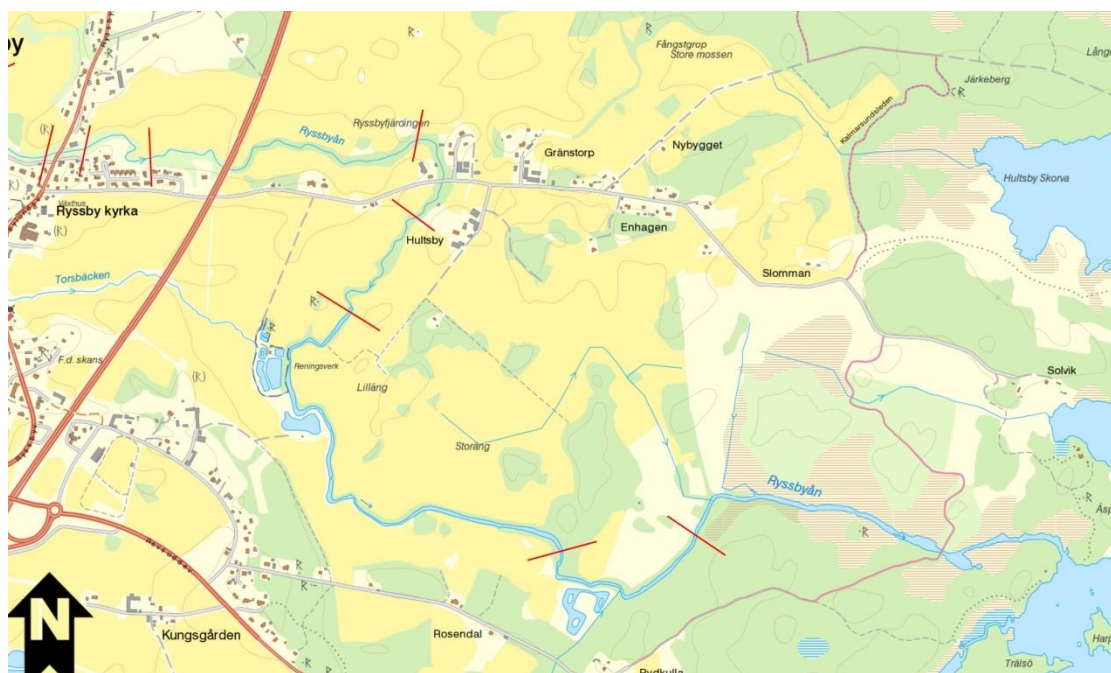 by
Fångstgrop
Store mossen
Järkeberg
Kalmarsundsleden
Ryssbyfjärdingen
Ryssbyån
Gränstorp
Nybygget
Hultsby Skorva
Växthus
Ryssby kyrka
Hultsby
Enhagen
Slomman
Torsbäcken
F.d. skans
Reningsverk
Lilläng
Solvik
Storäng
Ryssbyån
Kungsgården
Rosendal
Rydkulla
Trälsö
N